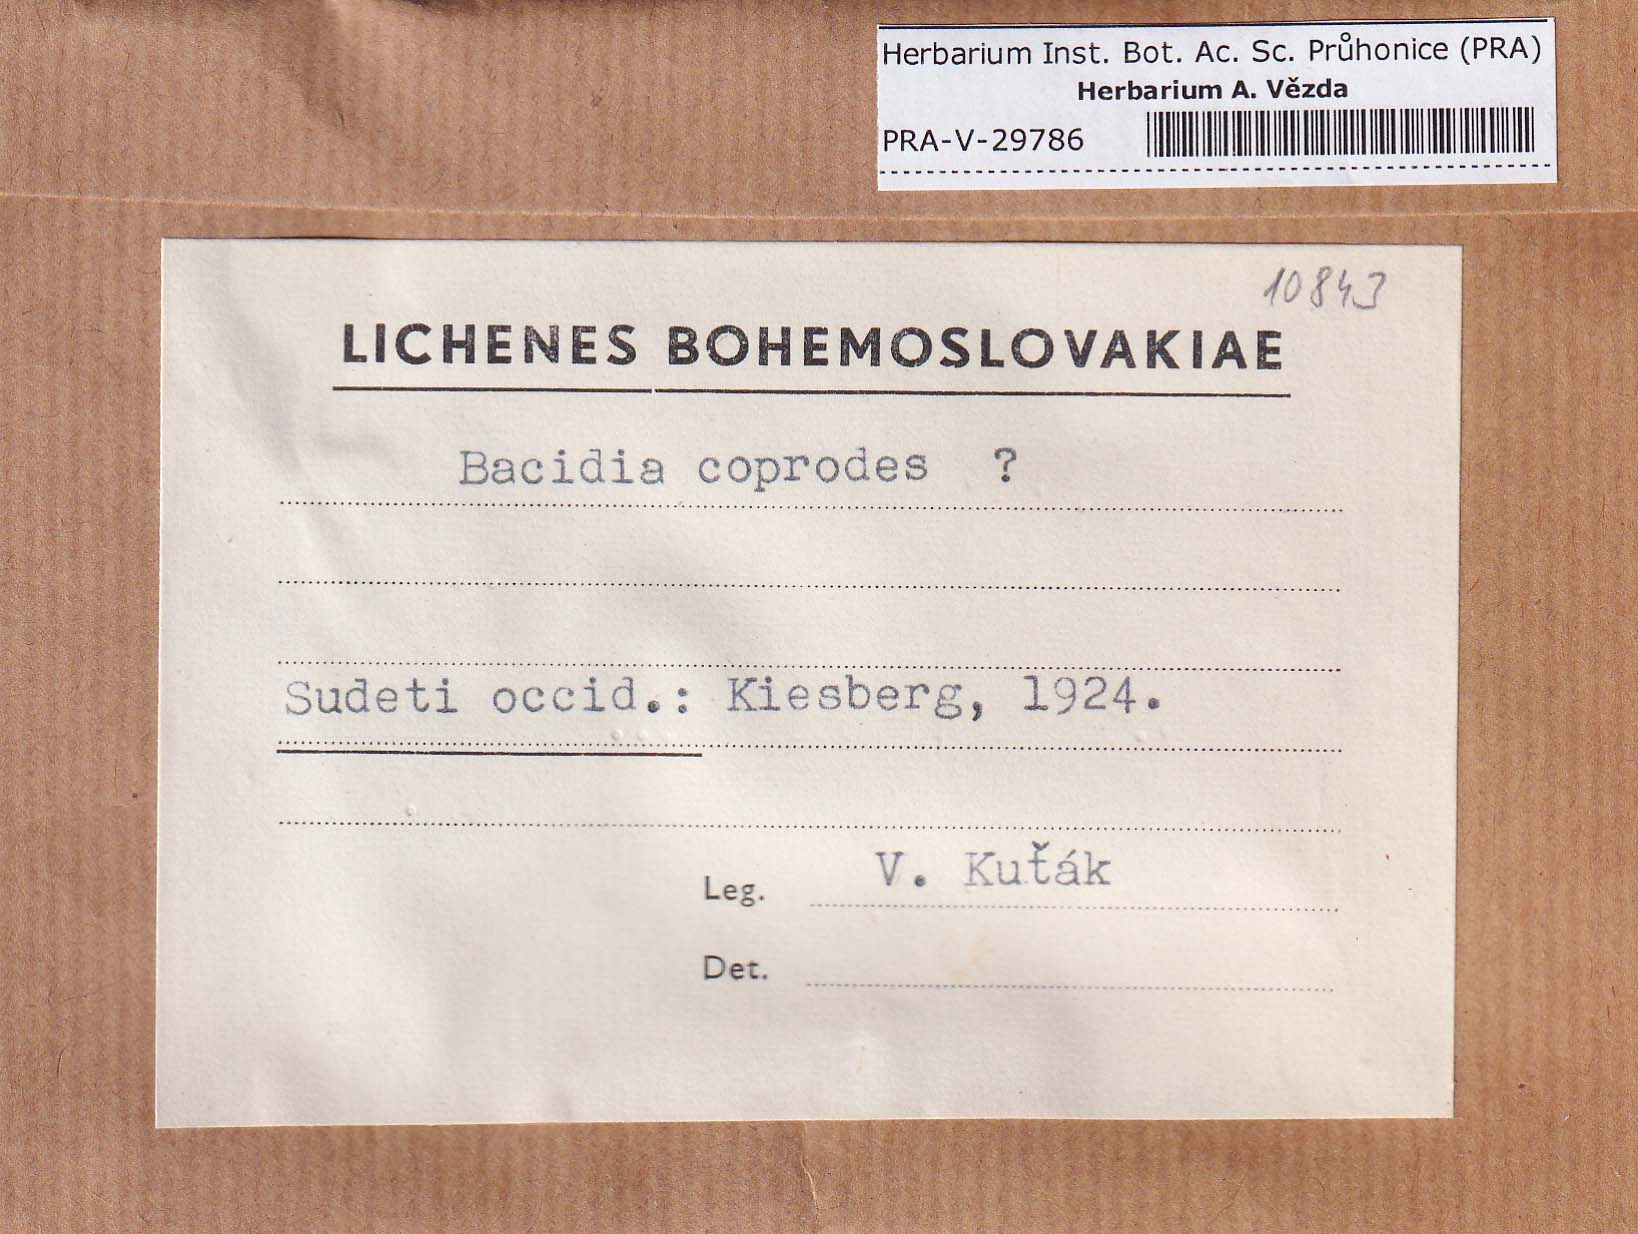 Herbarium Inst. Bot. Ac. Sc. Průhonice (PRA)
Herbarium A. Vězda
PRA-V-29786
10843
LICHENES BOHEMOSLOVAKIAE
Bacidia coprodes ?
Sudeti occid.: Kiesberg, 1924.
Leg. V. Kuťák
Det.